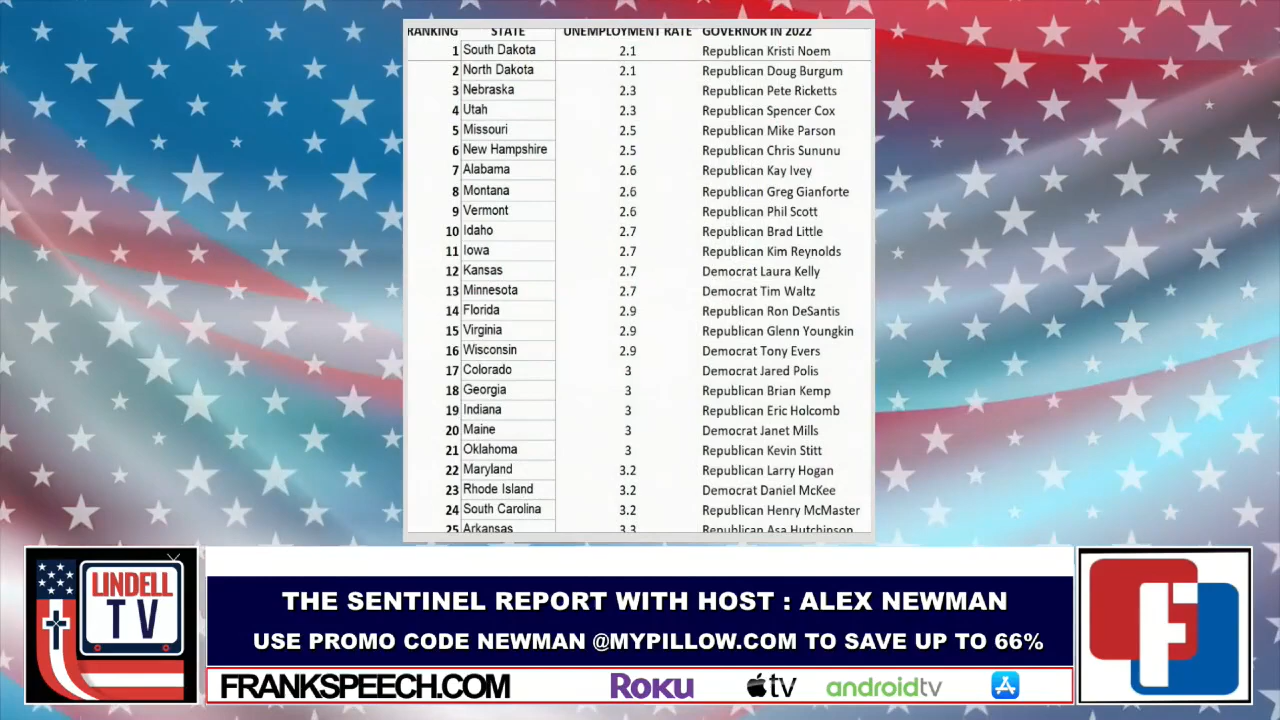 RANKING STATE UNEMPLOYMENT RATE GOVERNOR IN 2022
1 South Dakota 2.1 Republican Kristi Noem
2 North Dakota 2.1 Republican Doug Burgum
3 Nebraska 2.3 Republican Pete Ricketts
4 Utah 2.3 Republican Spencer Cox
5 Missouri 2.5 Republican Mike Parson
6 New Hampshire 2.5 Republican Chris Sununu
7 Alabama 2.6 Republican Kay Ivey
8 Montana 2.6 Republican Greg Gianforte
9 Vermont 2.6 Republican Phil Scott
10 Idaho 2.7 Republican Brad Little
11 Iowa 2.7 Republican Kim Reynolds
12 Kansas 2.7 Democrat Laura Kelly
13 Minnesota 2.7 Democrat Tim Waltz
14 Florida 2.9 Republican Ron DeSantis
15 Virginia 2.9 Republican Glenn Youngkin
16 Wisconsin 2.9 Democrat Tony Evers
17 Colorado 3 Democrat Jared Polis
18 Georgia 3 Republican Brian Kemp
19 Indiana 3 Republican Eric Holcomb
20 Maine 3 Democrat Janet Mills
21 Oklahoma 3 Republican Kevin Stitt
22 Maryland 3.2 Republican Larry Hogan
23 Rhode Island 3.2 Democrat Daniel McKee
24 South Carolina 3.2 Republican Henry McMaster
25 Arkansas 3.3 Republican Asa Hutchinson
LINDELL
TV
THE SENTINEL REPORT WITH HOST : ALEX NEWMAN
USE PROMO CODE NEWMAN @MYPILLOW.COM TO SAVE UP TO 66%
FRANKSPEECH.COM ROKU tv androidtv
F